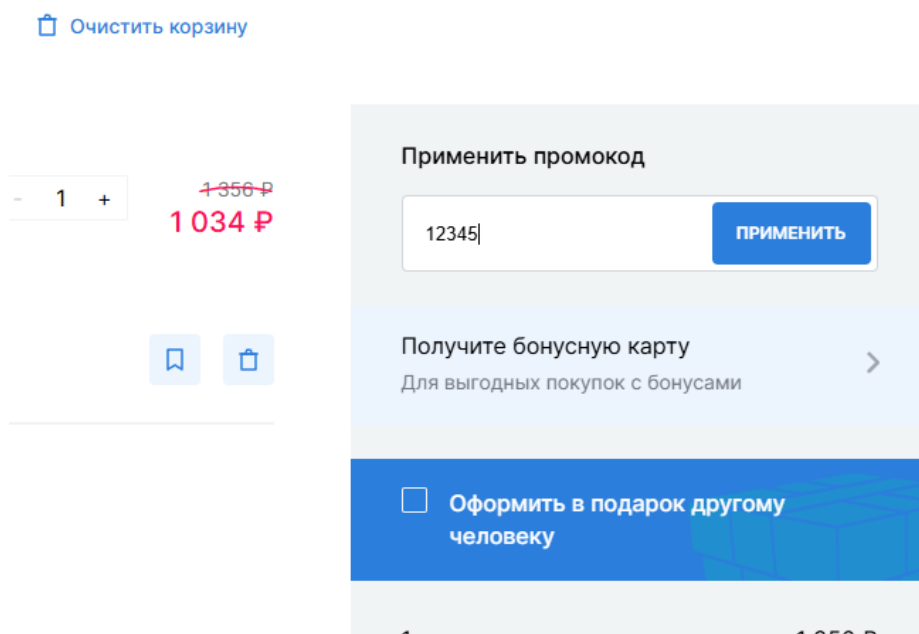 Очистить корзину
Применить промокод
- 1 +
1 356 ₽
1 034 ₽
12345
ПРИМЕНИТЬ
Получите бонусную карту
Для выгодных покупок с бонусами
Оформить в подарок другому
человеку